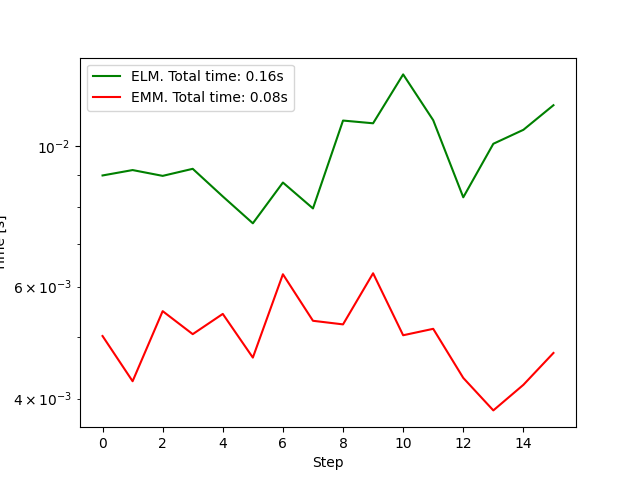 ELM. Total time: 0.16s
EMM. Total time: 0.08s
10⁻²
6 × 10⁻³
4 × 10⁻³
0 2 4 6 8 10 12 14
Step